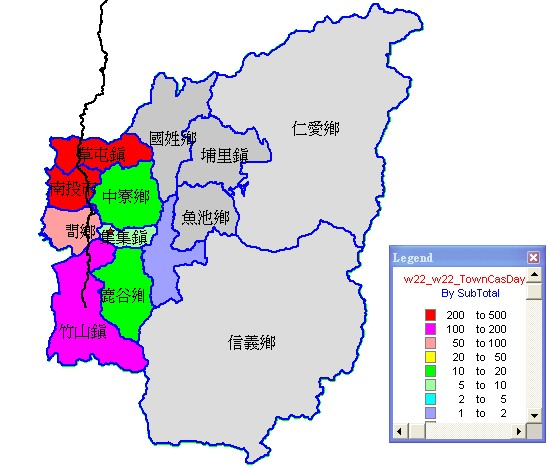 仁愛鄉
國姓鄉
埔里鎮
草屯鎮
南投市
中寮鄉
魚池鄉
間鄉
集集鎮
鹿谷鄉
竹山鎮
信義鄉
Legend
w22_w22_TownCasDay
By SubTotal
200 to 500
100 to 200
50 to 100
20 to 50
10 to 20
5 to 10
2 to 5
1 to 2